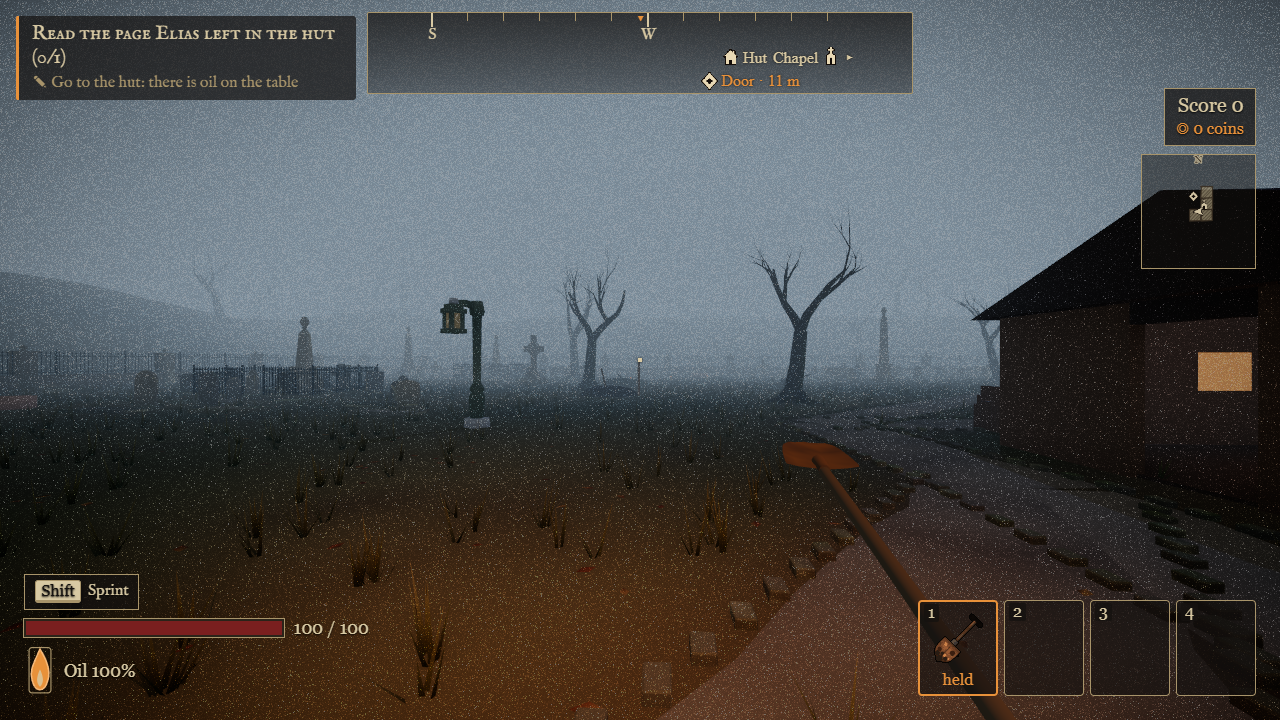 Read the page Elias left in the hut
(0/1)
Go to the hut: there is oil on the table
S
W
Hut Chapel
Door · 11 m
Score 0
0 coins
N
Shift Sprint
100 / 100
Oil 100%
1
2
3
4
held